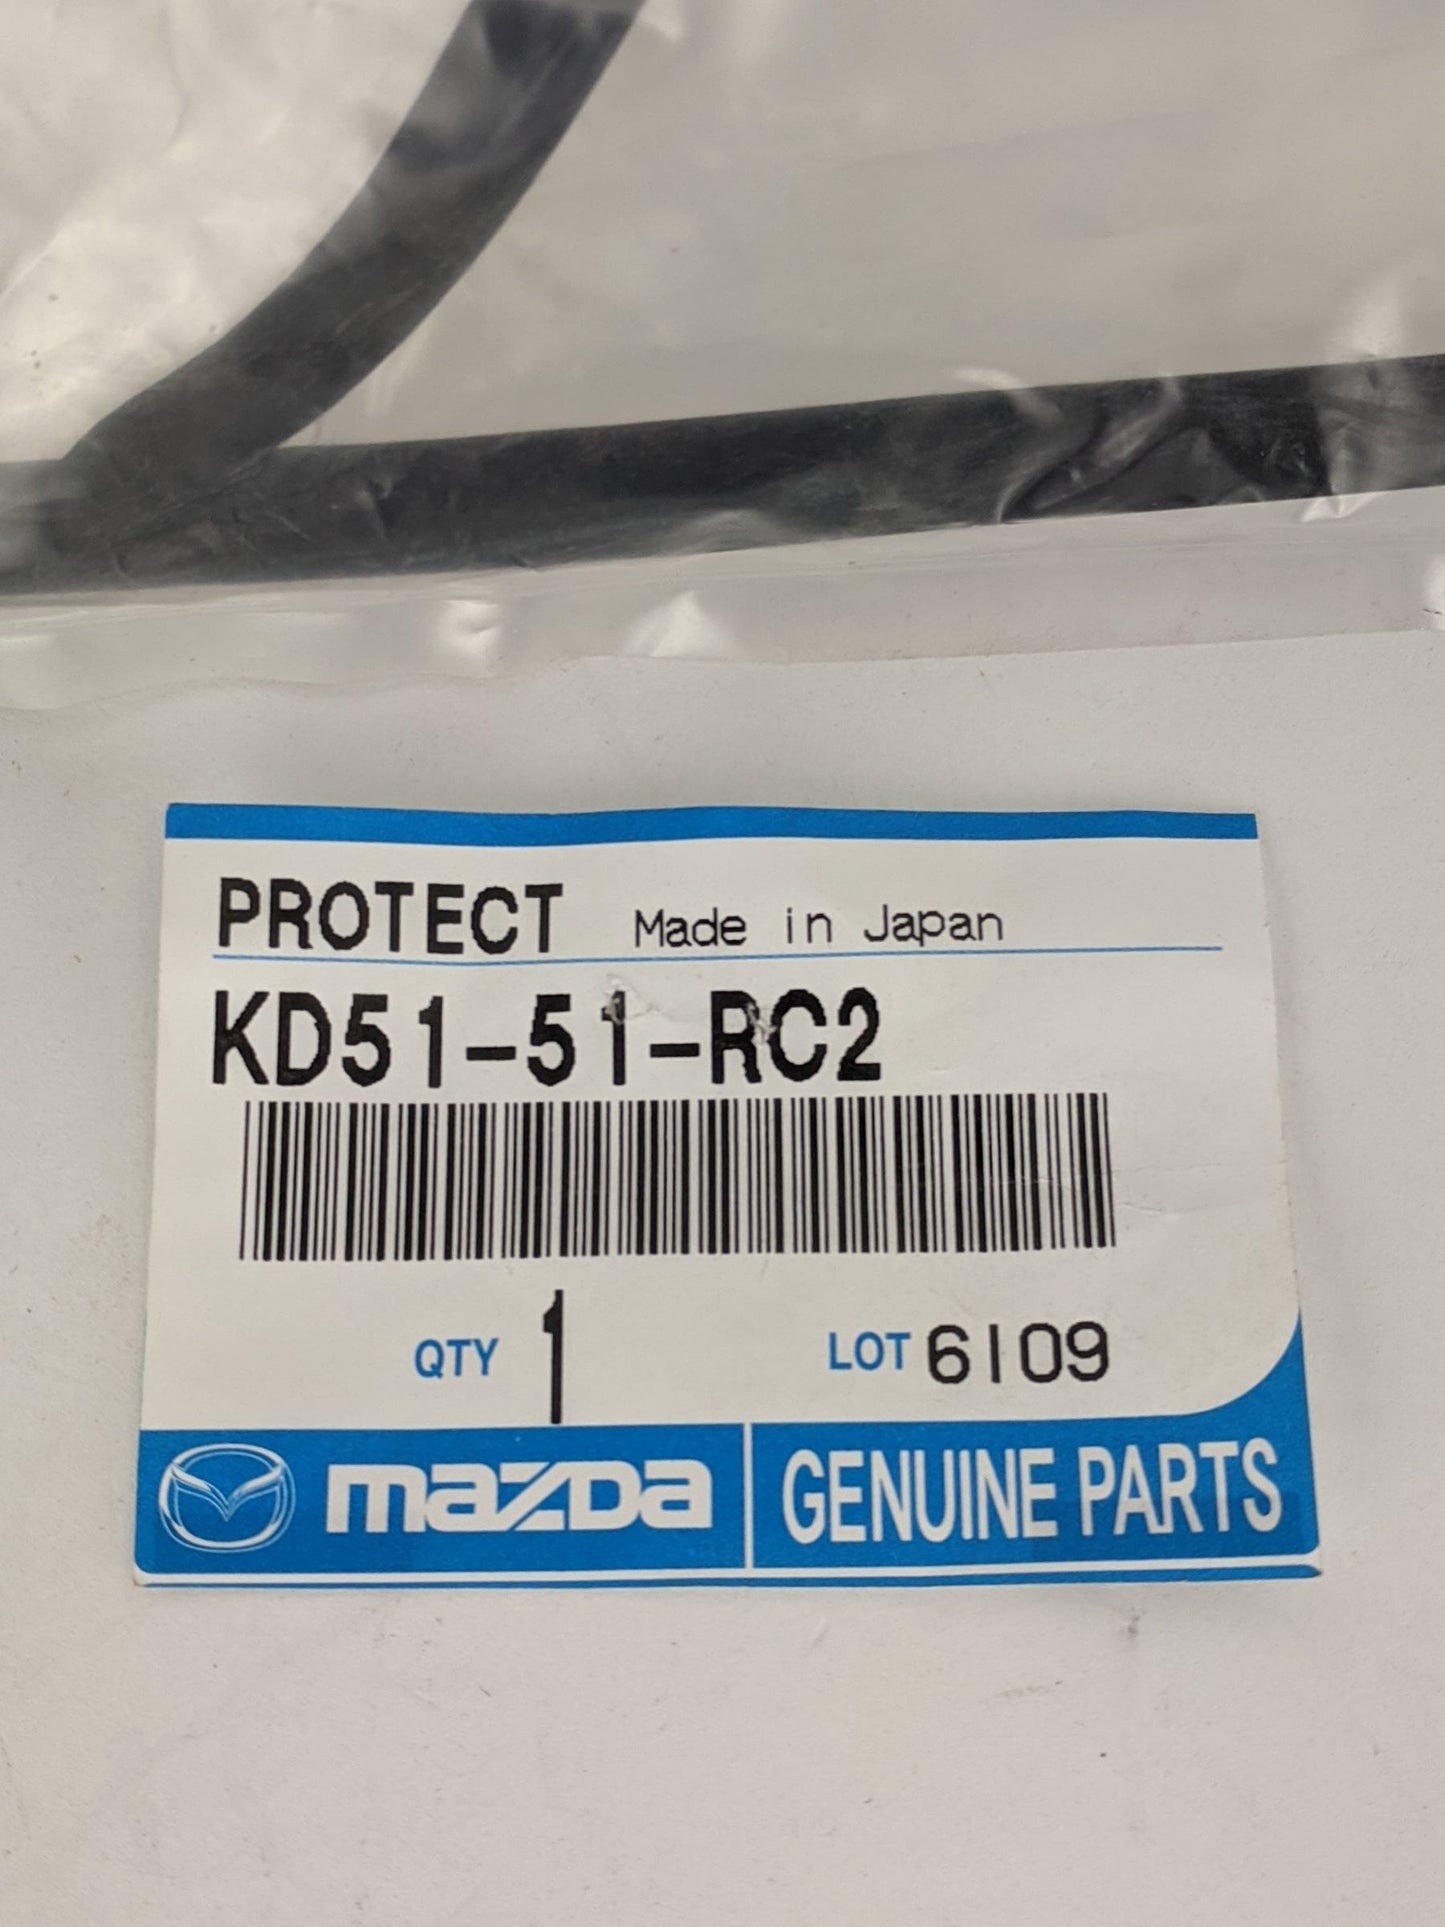 PROTECT Made in Japan
KD51-51-RC2
QTY 1 LOT 6109
mazda GENUINE PARTS